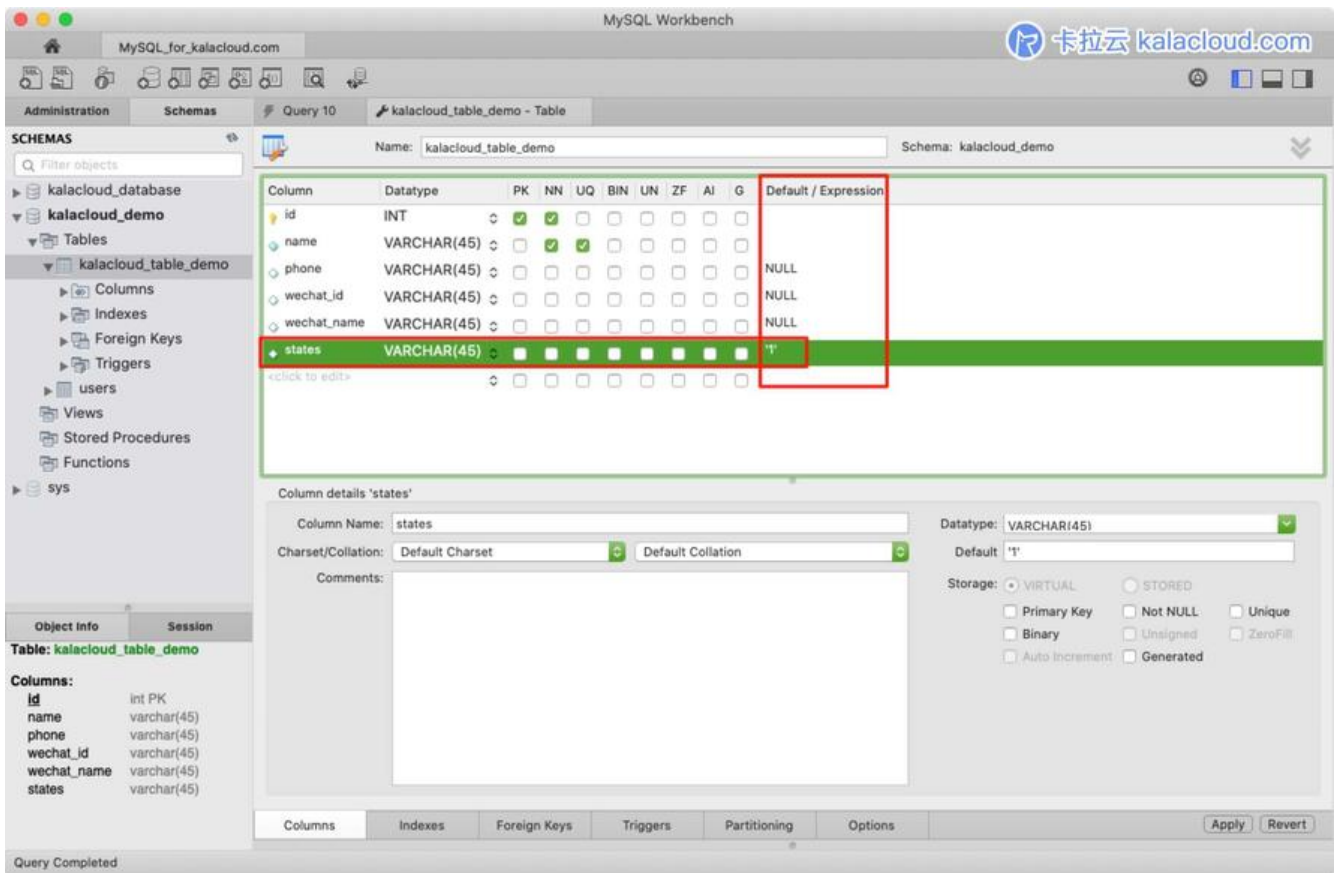 MySQL Workbench
MySQL_for_kalacloud.com
卡拉云 kalacloud.com
Administration Schemas Query 10 kalacloud_table_demo - Table
SCHEMAS
Name: kalacloud_table_demo Schema: kalacloud_demo
Filter objects
kalacloud_database
kalacloud_demo
Tables
kalacloud_table_demo
Columns
Indexes
Foreign Keys
Triggers
users
Views
Stored Procedures
Functions
sys
Column Datatype PK NN UQ BIN UN ZF AI G Default / Expression
id INT
name VARCHAR(45)
phone VARCHAR(45) NULL
wechat_id VARCHAR(45) NULL
wechat_name VARCHAR(45) NULL
states VARCHAR(45) '1'
<click to edit>
Column details 'states'
Column Name: states Datatype: VARCHAR(45)
Charset/Collation: Default Charset Default Collation Default '1'
Comments: Storage: VIRTUAL STORED
Primary Key Not NULL Unique
Binary Unsigned ZeroFill
Auto Increment Generated
Object Info Session
Table: kalacloud_table_demo
Columns:
id int PK
name varchar(45)
phone varchar(45)
wechat_id varchar(45)
wechat_name varchar(45)
states varchar(45)
Columns Indexes Foreign Keys Triggers Partitioning Options Apply Revert
Query Completed